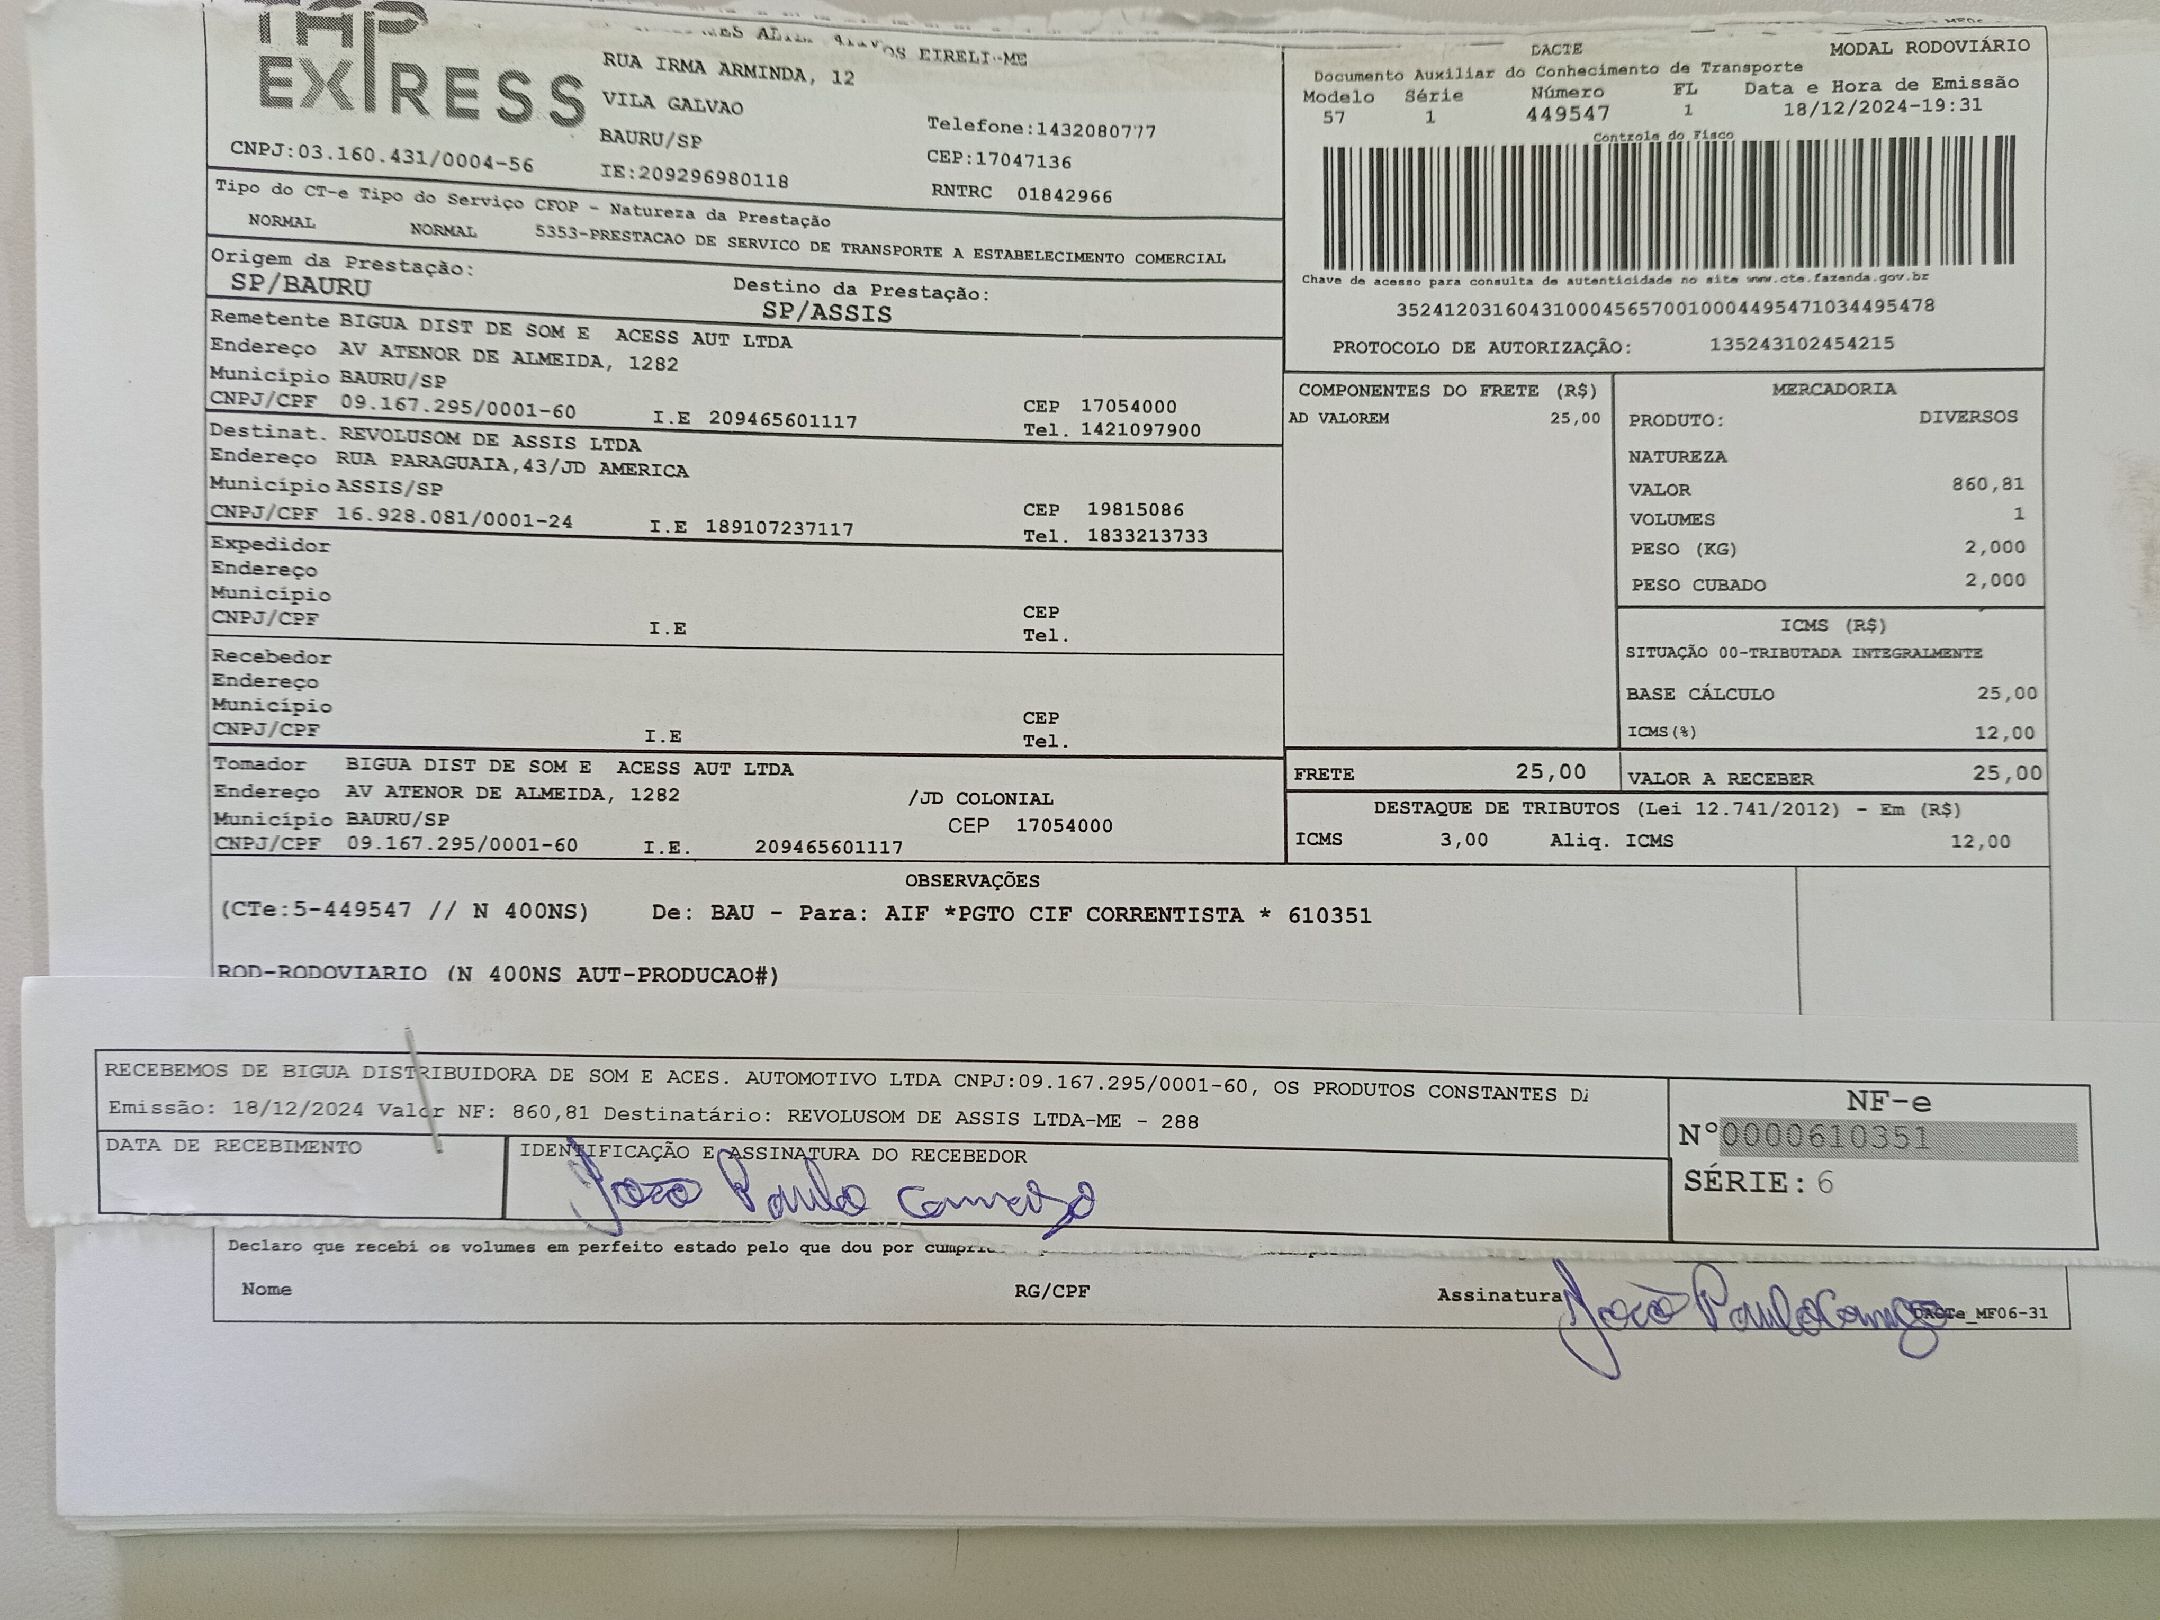 TAP
EXPRESS
EIRELI-ME
RUA IRMA ARMINDA, 12
VILA GALVAO
BAURU/SP
IE:209296980118
Telefone:1432080777
CEP:17047136
RNTRC 01842966
CNPJ:03.160.431/0004-56
DACTE
MODAL RODOVIÁRIO
Documento Auxiliar do Conhecimento de Transporte
Modelo Série Número FL Data e Hora de Emissão
57 1 449547 1 18/12/2024-19:31
Controle do Fisco
Chave de acesso para consulta de autenticidade no site www.cte.fazenda.gov.br
35241203160431000456570010004495471034495478
PROTOCOLO DE AUTORIZAÇÃO: 135243102454215
Tipo do CT-e Tipo do Serviço CFOP - Natureza da Prestação
NORMAL NORMAL 5353-PRESTACAO DE SERVICO DE TRANSPORTE A ESTABELECIMENTO COMERCIAL
Origem da Prestação: Destino da Prestação:
SP/BAURU SP/ASSIS
Remetente BIGUA DIST DE SOM E ACESS AUT LTDA
Endereço AV ATENOR DE ALMEIDA, 1282
Município BAURU/SP CEP 17054000
CNPJ/CPF 09.167.295/0001-60 I.E 209465601117 Tel. 1421097900
Destinat. REVOLUSOM DE ASSIS LTDA
Endereço RUA PARAGUAIA,43/JD AMERICA
Município ASSIS/SP CEP 19815086
CNPJ/CPF 16.928.081/0001-24 I.E 189107237117 Tel. 1833213733
Expedidor
Endereço
Município CEP
CNPJ/CPF I.E Tel.
Recebedor
Endereço
Município CEP
CNPJ/CPF I.E Tel.
Tomador BIGUA DIST DE SOM E ACESS AUT LTDA
Endereço AV ATENOR DE ALMEIDA, 1282 /JD COLONIAL
Município BAURU/SP CEP 17054000
CNPJ/CPF 09.167.295/0001-60 I.E. 209465601117
COMPONENTES DO FRETE (R$)
AD VALOREM 25,00
MERCADORIA
PRODUTO: DIVERSOS
NATUREZA
VALOR 860,81
VOLUMES 1
PESO (KG) 2,000
PESO CUBADO 2,000
ICMS (R$)
SITUAÇÃO 00-TRIBUTADA INTEGRALMENTE
BASE CÁLCULO 25,00
ICMS(%) 12,00
FRETE 25,00 VALOR A RECEBER 25,00
DESTAQUE DE TRIBUTOS (Lei 12.741/2012) - Em (R$)
ICMS 3,00 Aliq. ICMS 12,00
OBSERVAÇÕES
(CTe:5-449547 // N 400NS) De: BAU - Para: AIF *PGTO CIF CORRENTISTA * 610351
ROD-RODOVIARIO (N 400NS AUT-PRODUCAO#)
RECEBEMOS DE BIGUA DISTRIBUIDORA DE SOM E ACES. AUTOMOTIVO LTDA CNPJ:09.167.295/0001-60, OS PRODUTOS CONSTANTES
Emissão: 18/12/2024 Valor NF: 860,81 Destinatário: REVOLUSOM DE ASSIS LTDA-ME - 288
DATA DE RECEBIMENTO
IDENTIFICAÇÃO E ASSINATURA DO RECEBEDOR
João Paulo
NF-e
N°0000610351
SÉRIE: 6
Declaro que recebi os volumes em perfeito estado pelo que dou por
Nome RG/CPF Assinatura
João Paulo
DACTe_MF06-31